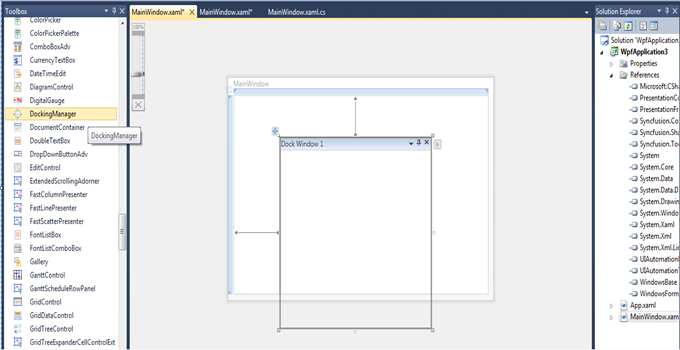 Toolbox
ColorPicker
ColorPickerPalette
ComboBoxAdv
CurrencyTextBox
DateTimeEdit
DiagramControl
DigitalGauge
DockingManager
DocumentContainer
DockingManager
DoubleTextBox
DropDownButtonAdv
EditControl
ExtendedScrollingAdorner
FastColumnPresenter
FastLinePresenter
FastScatterPresenter
FontListBox
FontListComboBox
Gallery
GanttControl
GanttScheduleRowPanel
GridControl
GridDataControl
GridTreeControl
GridTreeExpanderCellControlExt
MainWindow.xaml* MainWindow.xaml* MainWindow.xaml.cs
100%
MainWindow
Dock Window 1
Solution Explorer
Solution 'WpfApplication3
WpfApplication3
Properties
References
Microsoft.CSha
PresentationCo
PresentationFr
Syncfusion.Co
Syncfusion.Co
Syncfusion.To
System
System.Core
System.Data
System.Data.D
System.Drawin
System.Windo
System.Xaml
System.Xml
System.Xml.Lin
UIAutomationP
UIAutomationT
WindowsBase
WindowsForm
App.xaml
MainWindow.xam